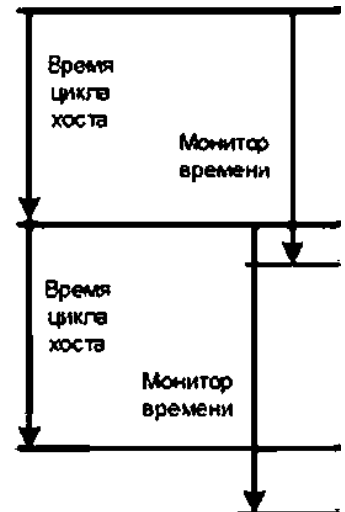 Время
цикла
хоста
Монитор
времени
Время
цикла
хоста
Монитор
времени